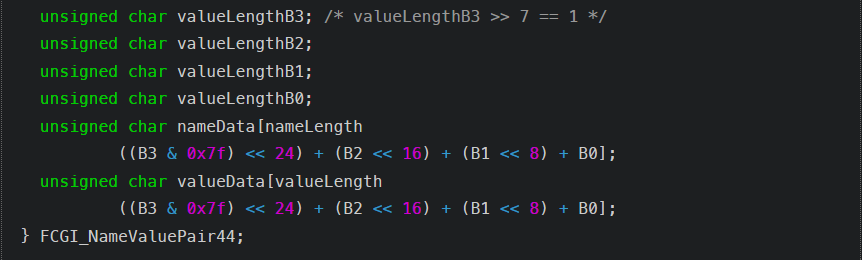 unsigned char valueLengthB3; /* valueLengthB3 >> 7 == 1 */
unsigned char valueLengthB2;
unsigned char valueLengthB1;
unsigned char valueLengthB0;
unsigned char nameData[nameLength
((B3 & 0x7f) << 24) + (B2 << 16) + (B1 << 8) + B0];
unsigned char valueData[valueLength
((B3 & 0x7f) << 24) + (B2 << 16) + (B1 << 8) + B0];
} FCGI_NameValuePair44;